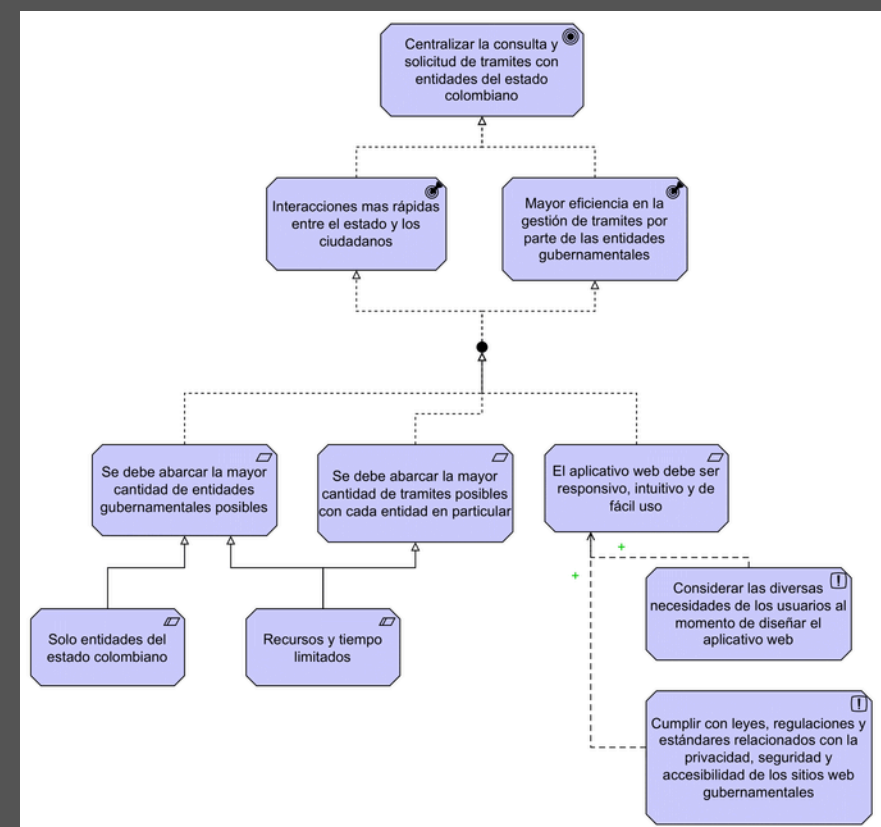 Centralizar la consulta y
solicitud de tramites con
entidades del estado
colombiano
Interacciones mas rápidas
entre el estado y los
ciudadanos
Mayor eficiencia en la
gestión de tramites por
parte de las entidades
gubernamentales
Se debe abarcar la mayor
cantidad de entidades
gubernamentales posibles
Se debe abarcar la mayor
cantidad de tramites posibles
con cada entidad en particular
El aplicativo web debe ser
responsivo, intuitivo y de
fácil uso
+
+
Solo entidades del
estado colombiano
Recursos y tiempo
limitados
Considerar las diversas
necesidades de los usuarios al
momento de diseñar el
aplicativo web
Cumplir con leyes, regulaciones y
estándares relacionados con la
privacidad, seguridad y
accesibilidad de los sitios web
gubernamentales